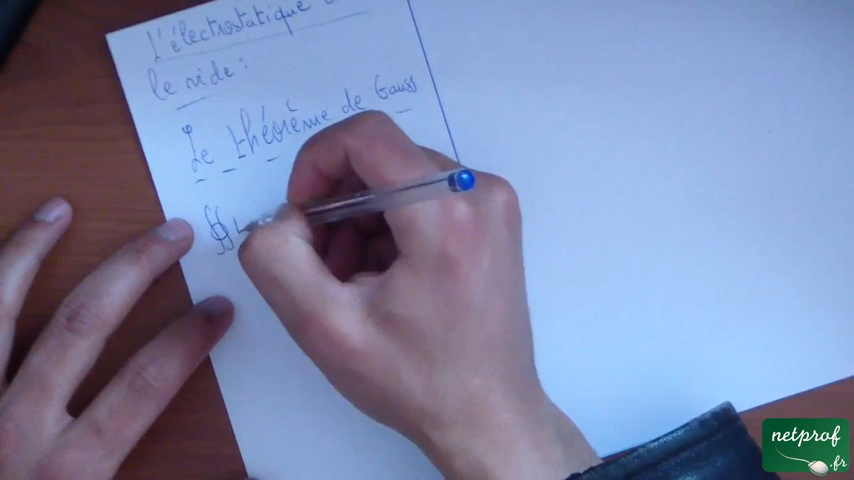 L'électrostatique
le vide :
Le théorème de Gauss
∯
netprof
.fr